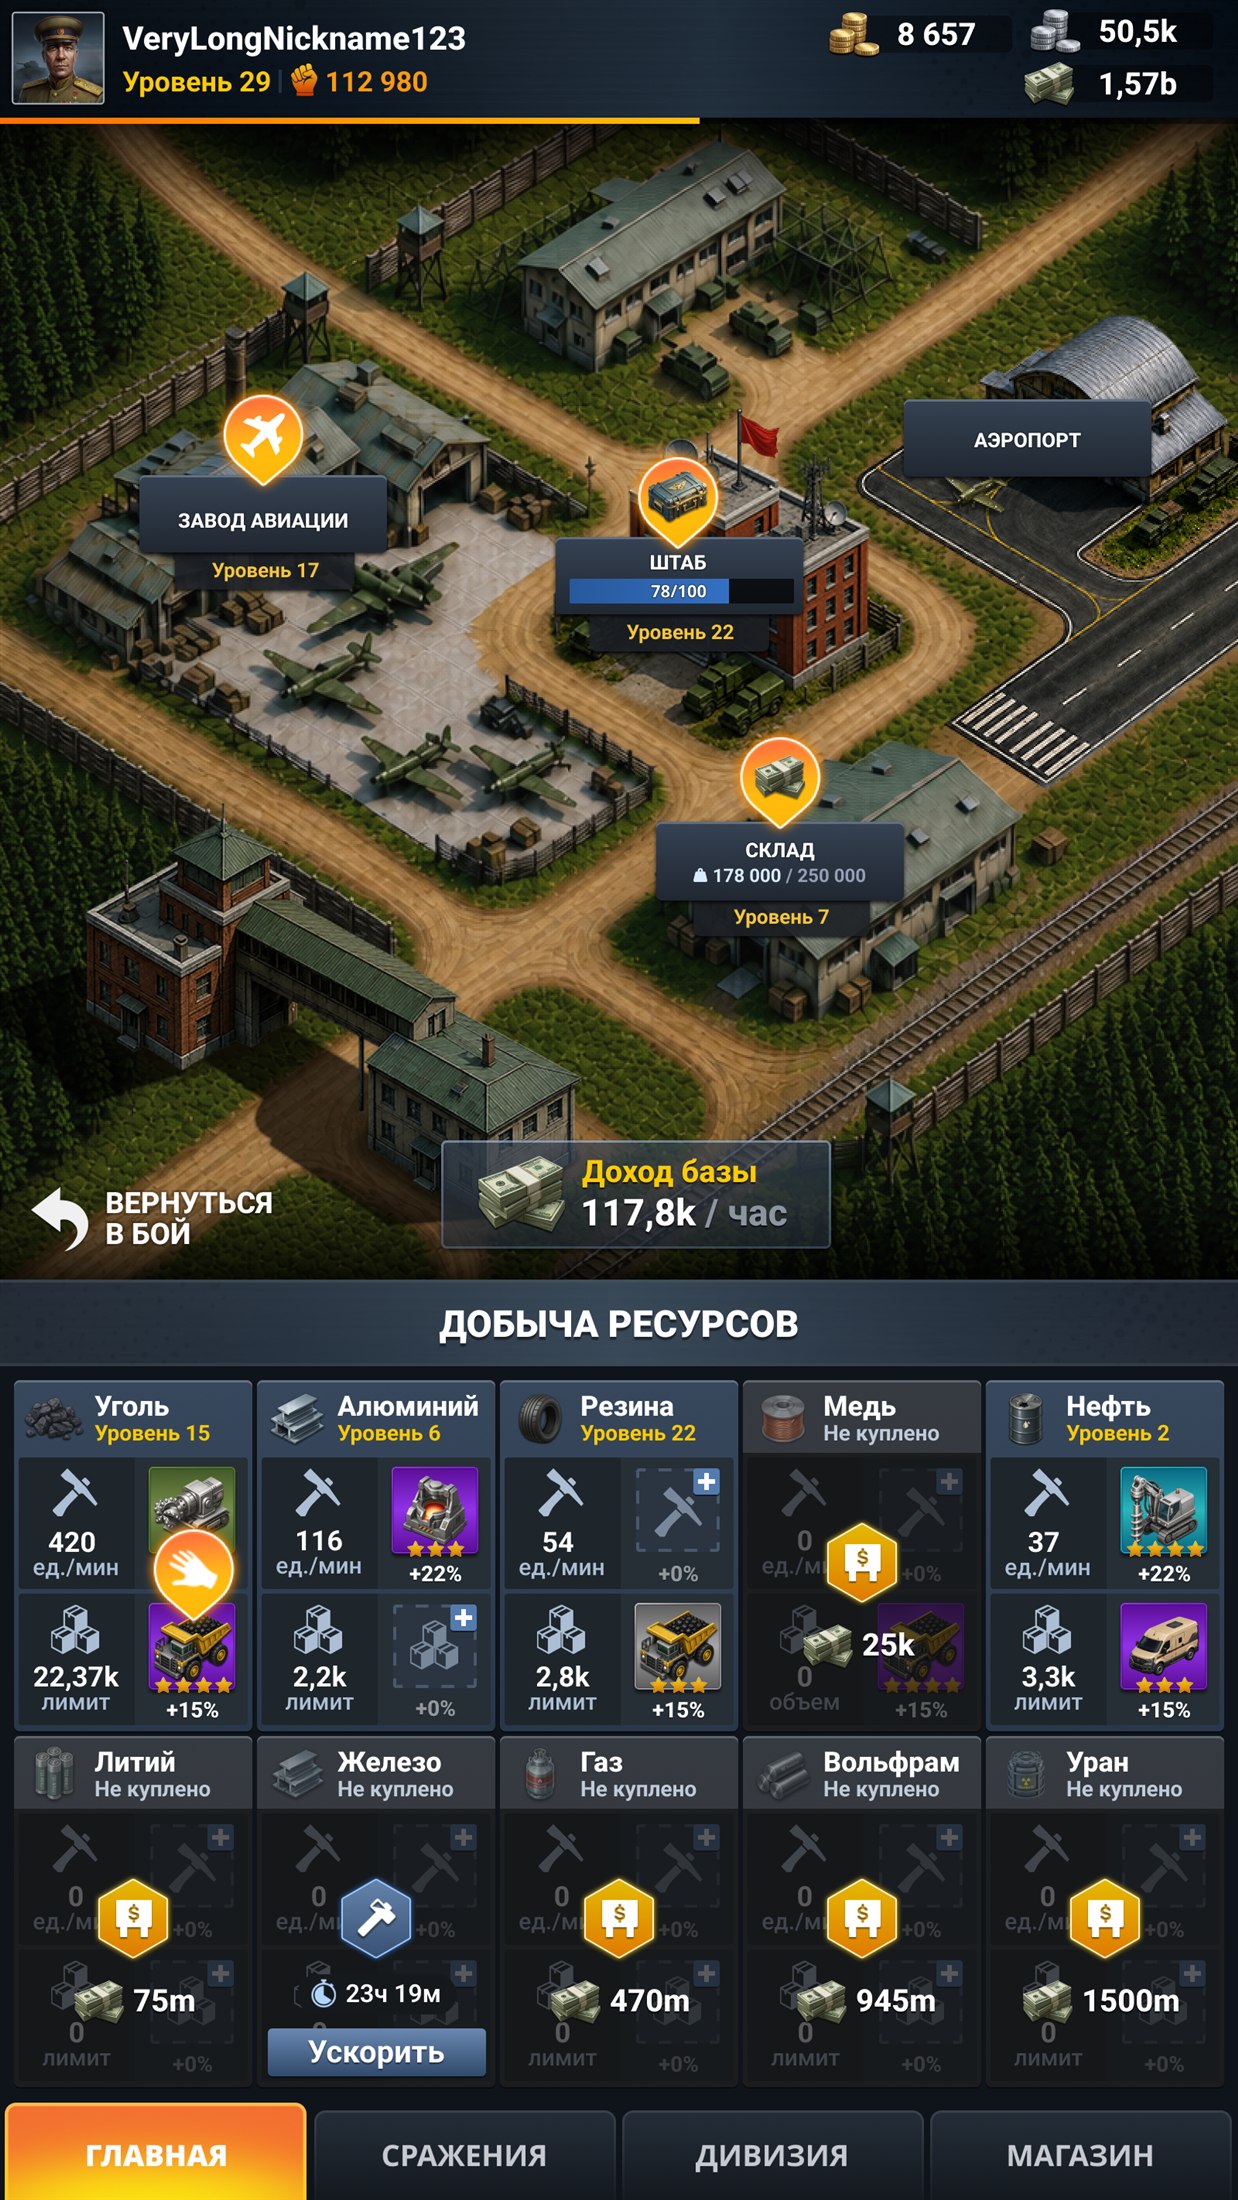 VeryLongNickname123
Уровень 29
112 980
8 657
50,5k
1,57b
АЭРОПОРТ
ЗАВОД АВИАЦИИ
Уровень 17
ШТАБ
78/100
Уровень 22
СКЛАД
178 000 / 250 000
Уровень 7
ВЕРНУТЬСЯ
В БОЙ
Доход базы
117,8k / час
ДОБЫЧА РЕСУРСОВ
Уголь
Уровень 15
420
ед./мин
22,37k
лимит
+15%
Алюминий
Уровень 6
116
ед./мин
+22%
2,2k
лимит
+0%
Резина
Уровень 22
54
ед./мин
+0%
2,8k
лимит
+15%
Медь
Не куплено
0
+0%
25k
0
объем
+15%
Нефть
Уровень 2
37
ед./мин
+22%
3,3k
лимит
+15%
Литий
Не куплено
0
+0%
75m
0
лимит
+0%
Железо
Не куплено
0
+0%
23ч 19м
Ускорить
Газ
Не куплено
0
+0%
470m
0
лимит
+0%
Вольфрам
Не куплено
0
+0%
945m
0
лимит
+0%
Уран
Не куплено
0
+0%
1500m
0
лимит
+0%
ГЛАВНАЯ
СРАЖЕНИЯ
ДИВИЗИЯ
МАГАЗИН